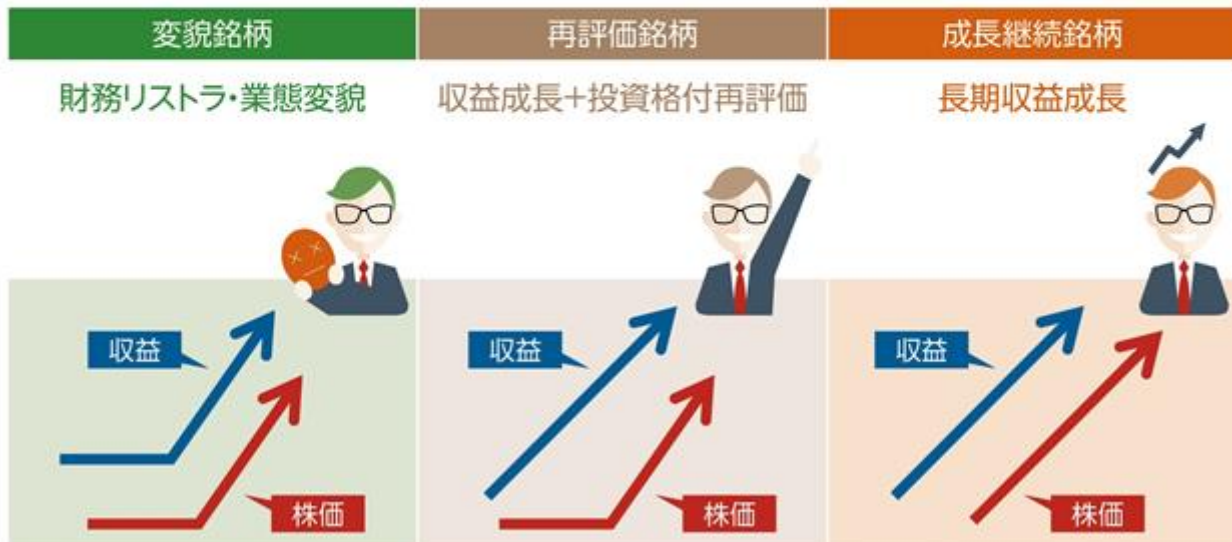 変貌銘柄
財務リストラ・業態変貌
収益
株価
再評価銘柄
収益成長+投資格付再評価
収益
株価
成長継続銘柄
長期収益成長
収益
株価